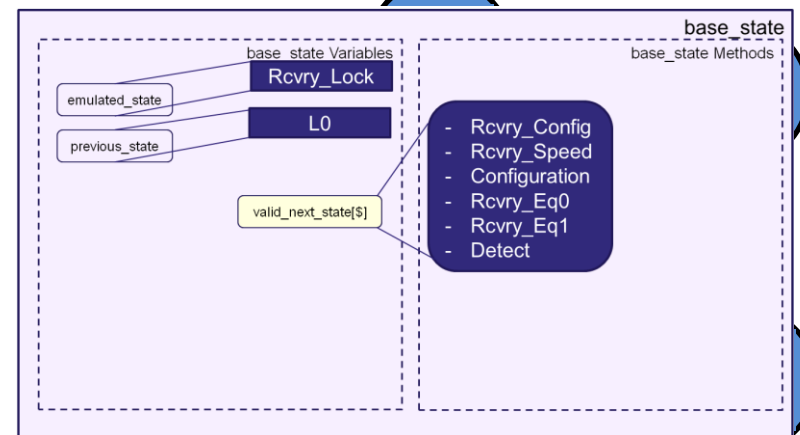 base_state
base_state Variables
base_state Methods
Rcvry_Lock
emulated_state
L0
previous_state
valid_next_state[$]
- Rcvry_Config
- Rcvry_Speed
- Configuration
- Rcvry_Eq0
- Rcvry_Eq1
- Detect